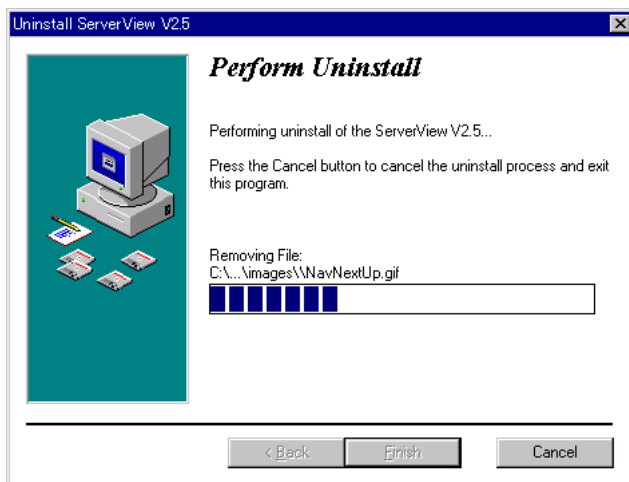 Uninstall ServerView V2.5
Perform Uninstall
Performing uninstall of the ServerView V2.5...
Press the Cancel button to cancel the uninstall process and exit
this program.
Removing File:
C:\...\images\\NavNextUp.gif
< Back
Finish
Cancel